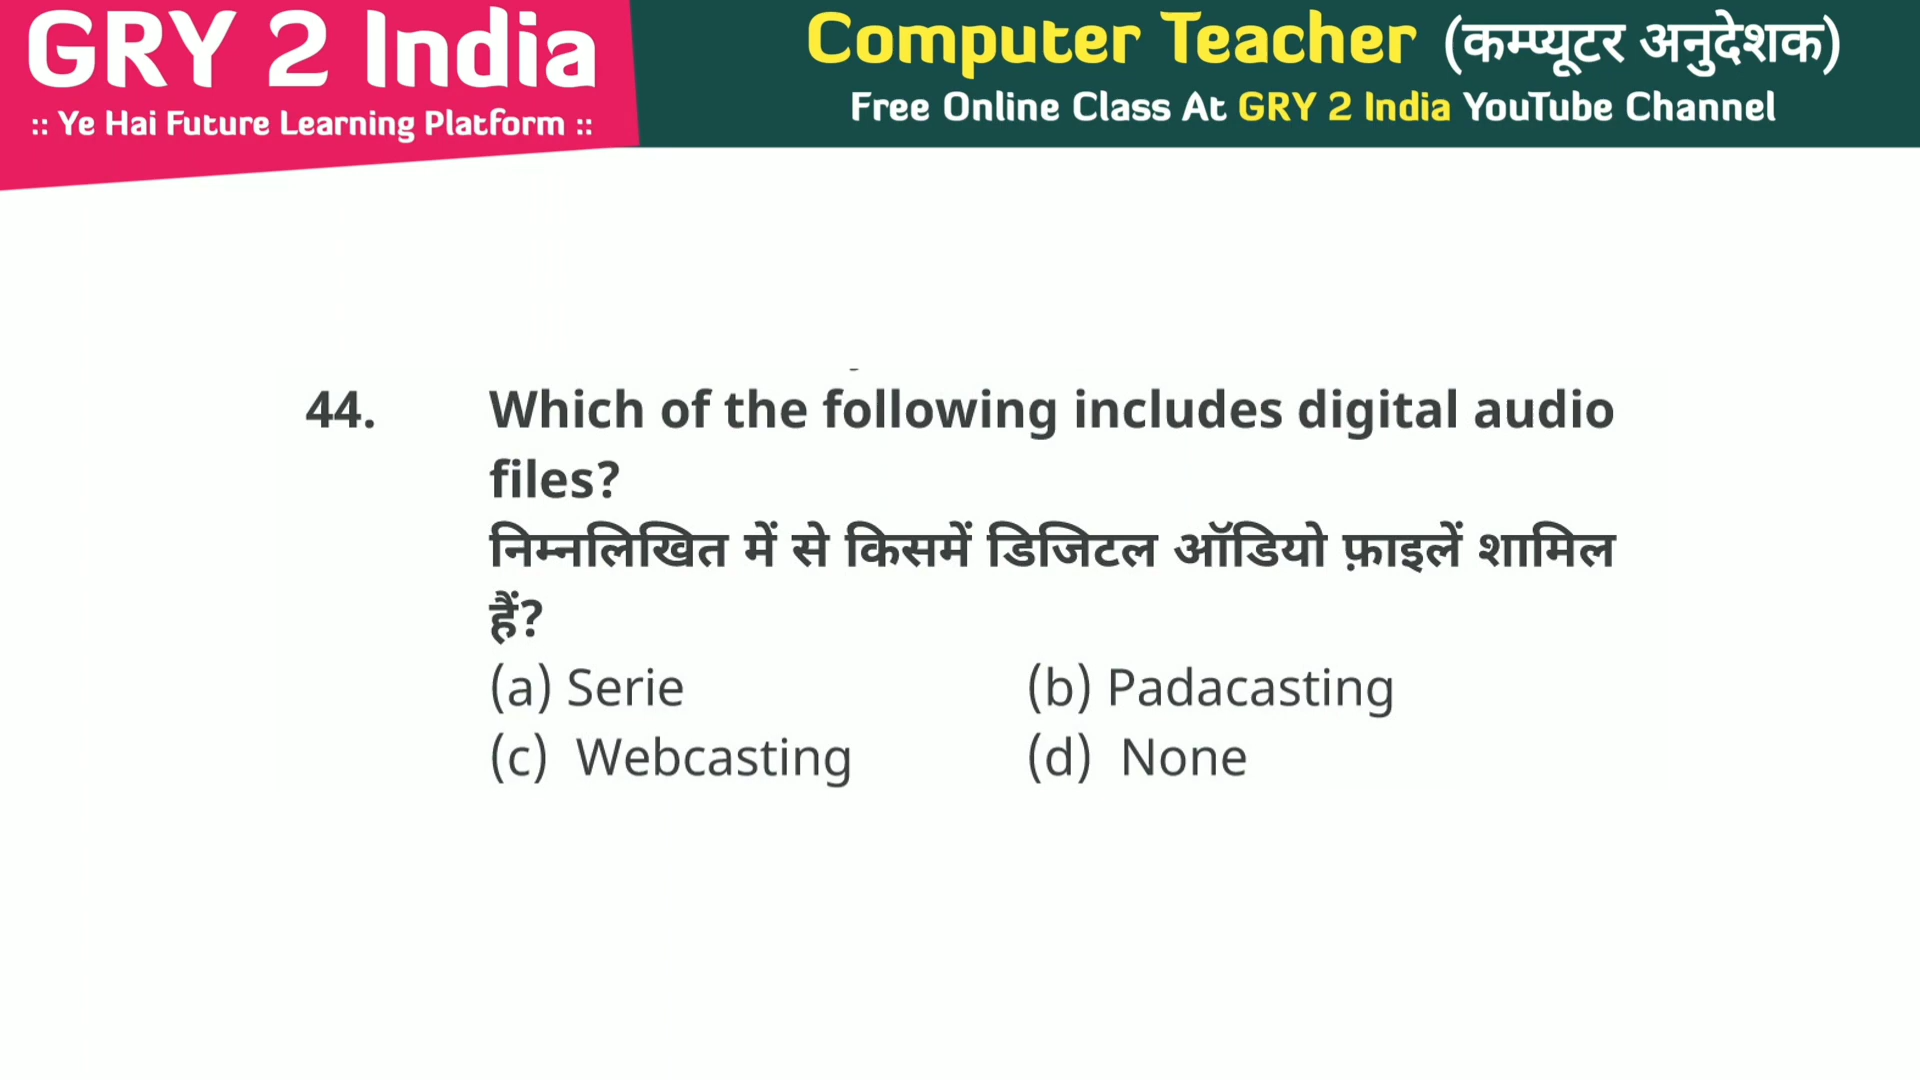 GRY 2 India
:: Ye Hai Future Learning Platform ::
Computer Teacher (कम्प्यूटर अनुदेशक)
Free Online Class At GRY 2 India YouTube Channel
44. Which of the following includes digital audio
files?
निम्नलिखित में से किसमें डिजिटल ऑडियो फ़ाइलें शामिल
हैं?
(a) Serie (b) Padacasting
(c) Webcasting (d) None